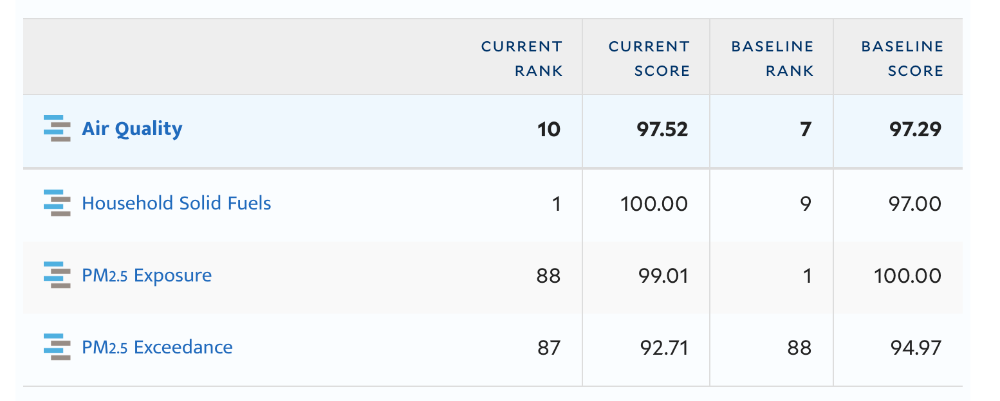 CURRENT RANK CURRENT SCORE BASELINE RANK BASELINE SCORE
Air Quality 10 97.52 7 97.29
Household Solid Fuels 1 100.00 9 97.00
PM2.5 Exposure 88 99.01 1 100.00
PM2.5 Exceedance 87 92.71 88 94.97